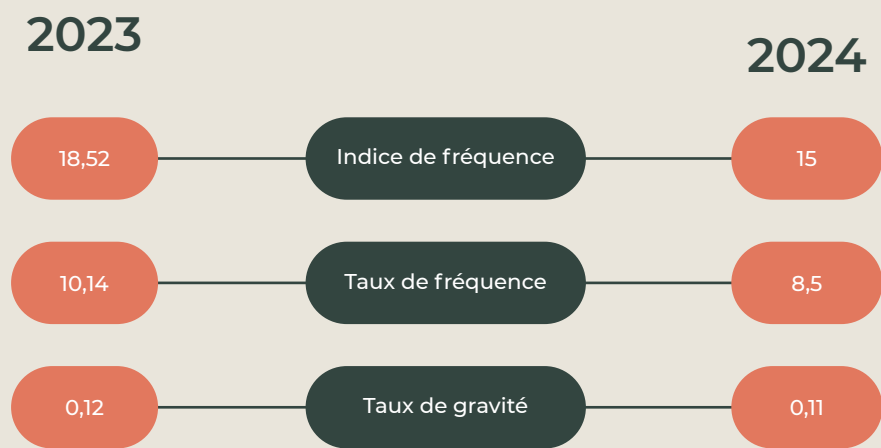 2023
2024
18,52
Indice de fréquence
15
10,14
Taux de fréquence
8,5
0,12
Taux de gravité
0,11